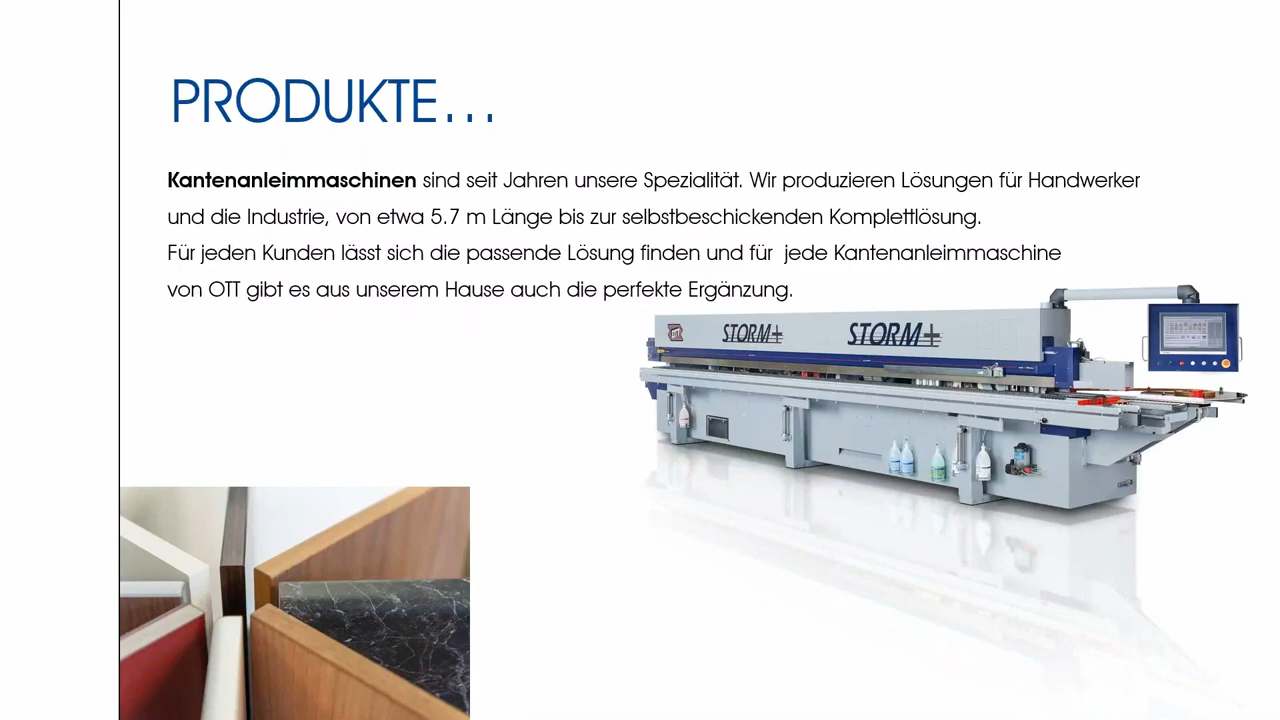 PRODUKTE...
Kantenanleimmaschinen sind seit Jahren unsere Spezialität. Wir produzieren Lösungen für Handwerker
und die Industrie, von etwa 5.7 m Länge bis zur selbstbeschickenden Komplettlösung.
Für jeden Kunden lässt sich die passende Lösung finden und für  jede Kantenanleimmaschine
von OTT gibt es aus unserem Hause auch die perfekte Ergänzung.
STORM+ STORM+